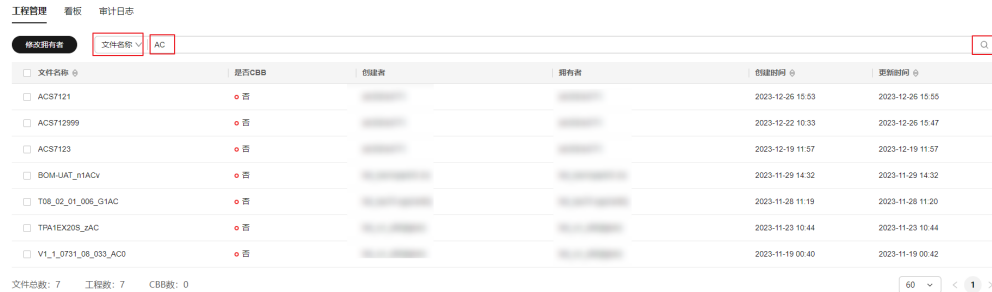 工程管理 看板 审计日志
修改拥有者 文件名称 AC
文件名称 是否CBB 创建者 拥有者 创建时间 更新时间
ACS7121 否 2023-12-26 15:53 2023-12-26 15:55
ACS712999 否 2023-12-22 10:33 2023-12-26 15:47
ACS7123 否 2023-12-19 11:57 2023-12-19 11:57
BOM-UAT_n1ACv 否 2023-11-29 14:32 2023-11-29 14:32
T08_02_01_006_G1AC 否 2023-11-28 11:19 2023-11-28 11:20
TPA1EX20S_zAC 否 2023-11-23 10:44 2023-11-23 10:44
V1_1_0731_08_033_AC0 否 2023-11-19 00:40 2023-11-19 00:42
文件总数：7 工程数：7 CBB数：0 60 < 1 >